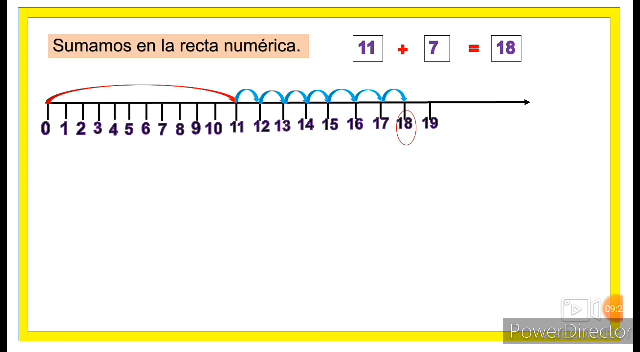 Sumamos en la recta numérica. 11 + 7 = 18
0 1 2 3 4 5 6 7 8 9 10 11 12 13 14 15 16 17 18 19
PowerDirector